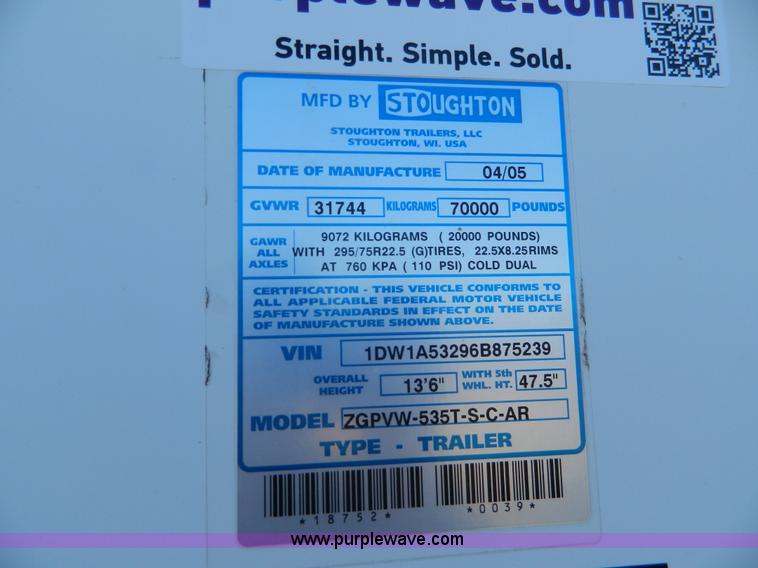 purplewave.com
Straight. Simple. Sold.
MFD BY STOUGHTON
STOUGHTON TRAILERS, LLC
STOUGHTON, WI. USA
DATE OF MANUFACTURE 04/05
GVWR 31744 KILOGRAMS 70000 POUNDS
GAWR ALL AXLES
9072 KILOGRAMS ( 20000 POUNDS)
WITH 295/75R22.5 (G)TIRES, 22.5X8.25RIMS
AT 760 KPA ( 110 PSI) COLD DUAL
CERTIFICATION - THIS VEHICLE CONFORMS TO
ALL APPLICABLE FEDERAL MOTOR VEHICLE
SAFETY STANDARDS IN EFFECT ON THE DATE
OF MANUFACTURE SHOWN ABOVE.
VIN 1DW1A53296B875239
OVERALL HEIGHT 13'6" WITH 5th WHL. HT. 47.5"
MODEL ZGPVW-535T-S-C-AR
TYPE - TRAILER
*18752* *0039*
www.purplewave.com